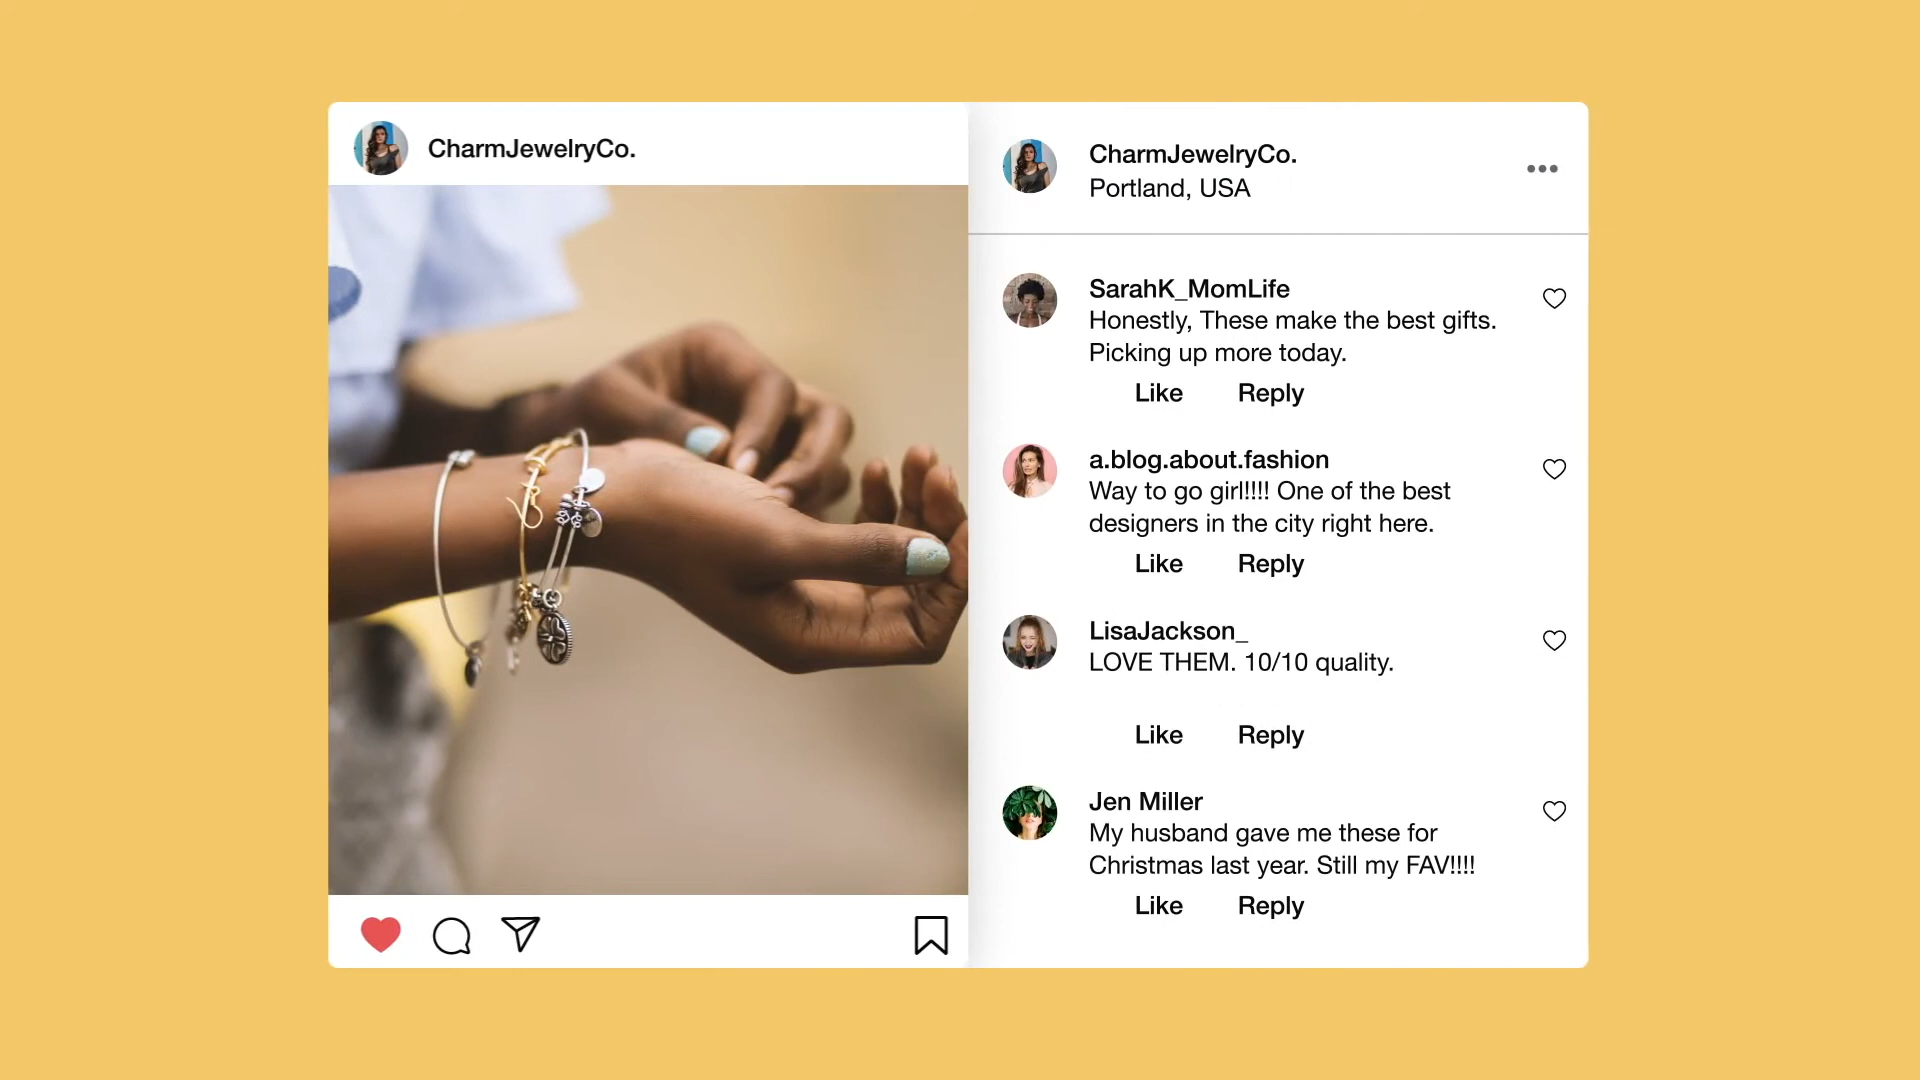 CharmJewelryCo.
CharmJewelryCo.
Portland, USA
SarahK_MomLife
Honestly, These make the best gifts.
Picking up more today.
Like Reply
a.blog.about.fashion
Way to go girl!!!! One of the best
designers in the city right here.
Like Reply
LisaJackson_
LOVE THEM. 10/10 quality.
Like Reply
Jen Miller
My husband gave me these for
Christmas last year. Still my FAV!!!!
Like Reply